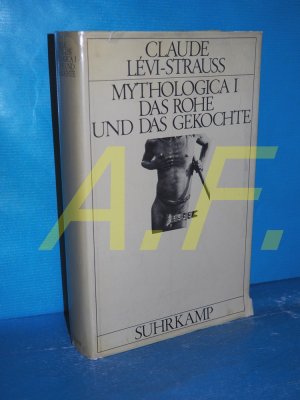 CLAUDE
LÉVI-STRAUSS
MYTHOLOGICA I
DAS ROHE
UND DAS GEKOCHTE
SUHRKAMP
A.F.